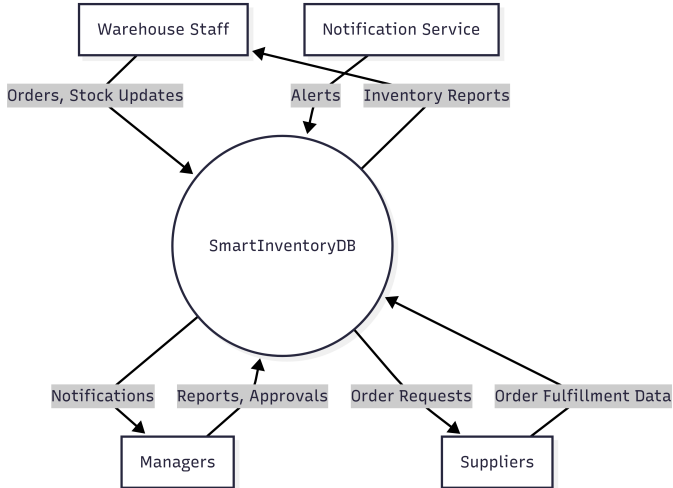 Warehouse Staff
Notification Service
Orders, Stock Updates
Alerts
Inventory Reports
SmartInventoryDB
Notifications
Reports, Approvals
Order Requests
Order Fulfillment Data
Managers
Suppliers